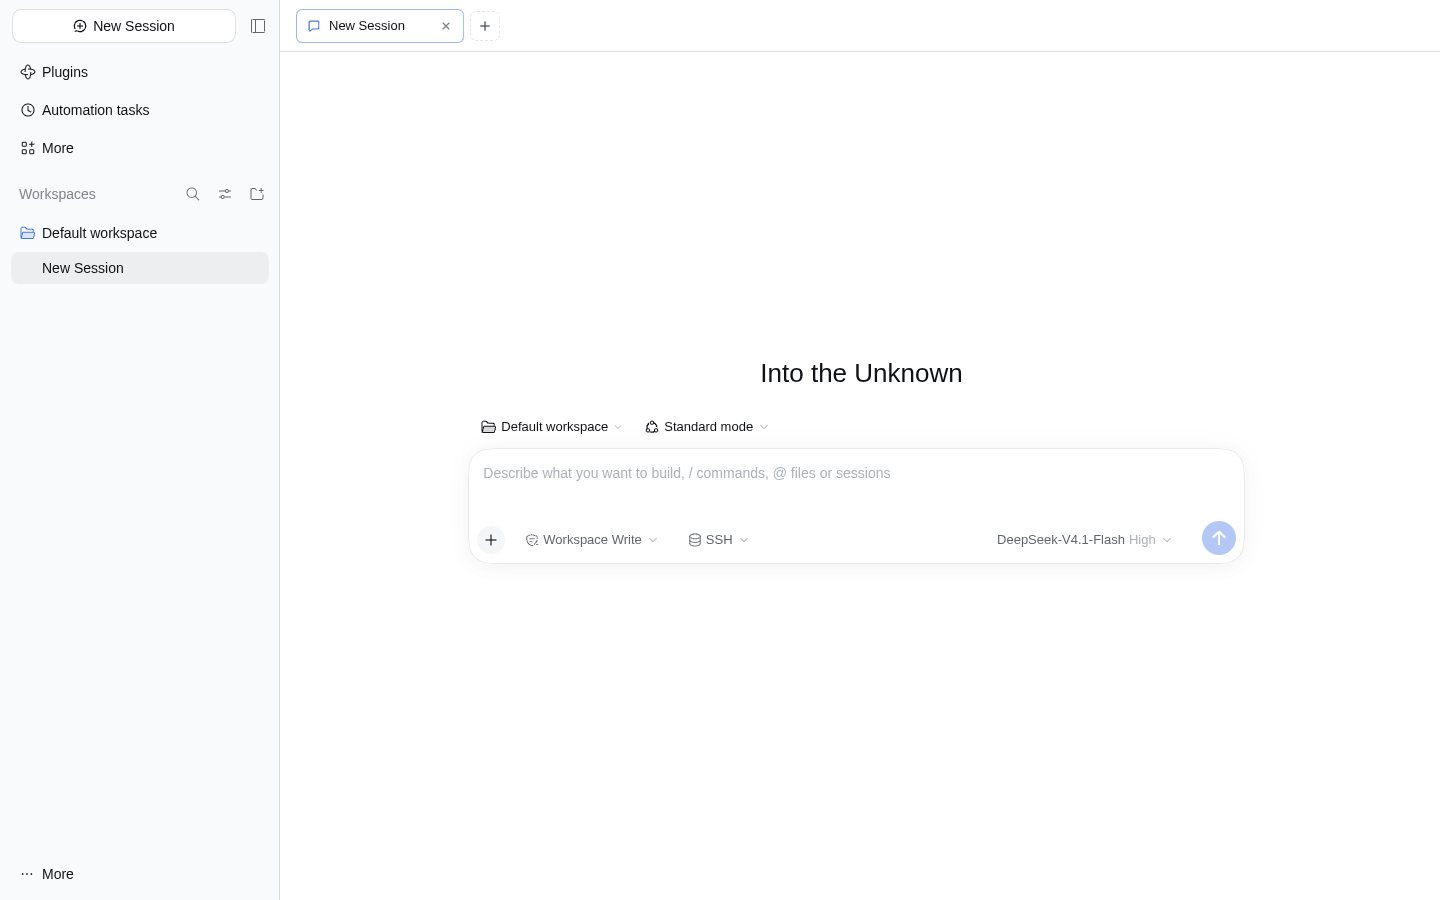 New Session
Plugins
Automation tasks
More
Workspaces
Default workspace
New Session
More
New Session
Into the Unknown
Default workspace
Standard mode
Describe what you want to build, / commands, @ files or sessions
Workspace Write
SSH
DeepSeek-V4.1-Flash High